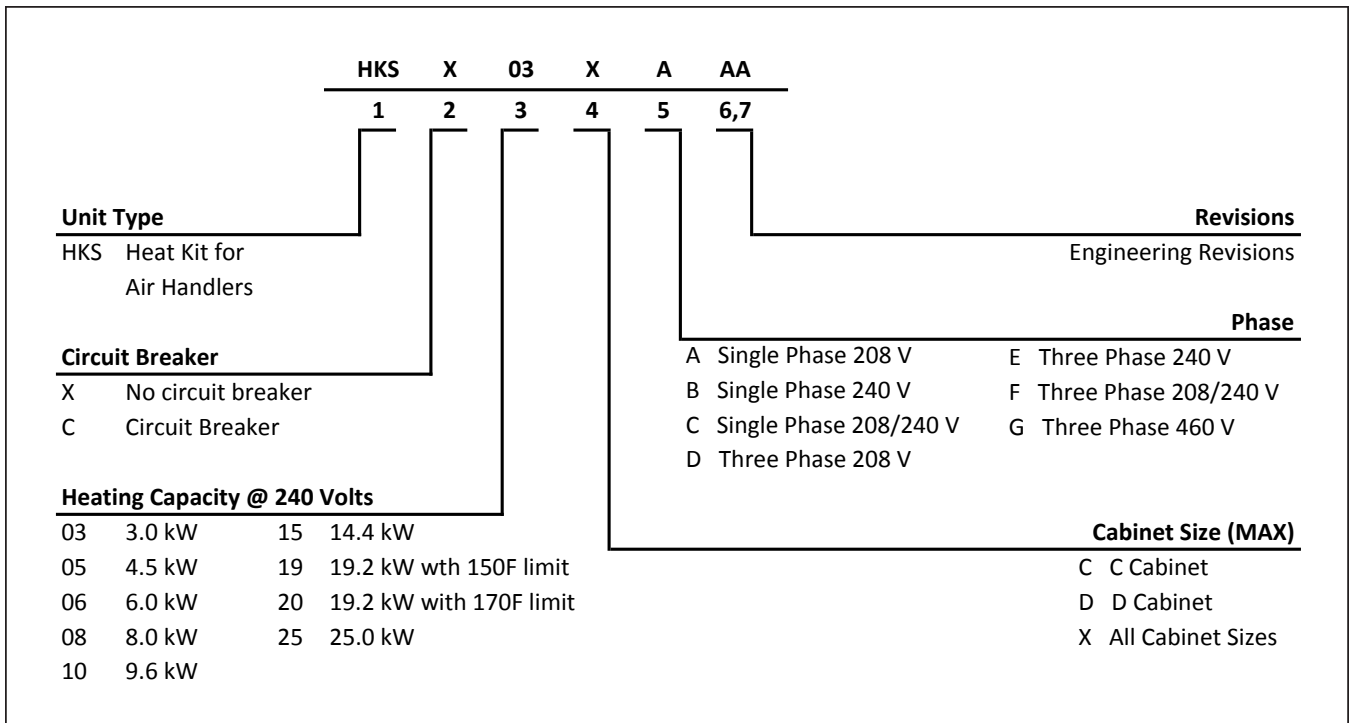 HKS X 03 X A AA
1 2 3 4 5 6,7
Unit Type
HKS Heat Kit for
Air Handlers
Circuit Breaker
X No circuit breaker
C Circuit Breaker
Heating Capacity @ 240 Volts
03 3.0 kW 15 14.4 kW
05 4.5 kW 19 19.2 kW wth 150F limit
06 6.0 kW 20 19.2 kW with 170F limit
08 8.0 kW 25 25.0 kW
10 9.6 kW
Revisions
Engineering Revisions
Phase
A Single Phase 208 V E Three Phase 240 V
B Single Phase 240 V F Three Phase 208/240 V
C Single Phase 208/240 V G Three Phase 460 V
D Three Phase 208 V
Cabinet Size (MAX)
C C Cabinet
D D Cabinet
X All Cabinet Sizes